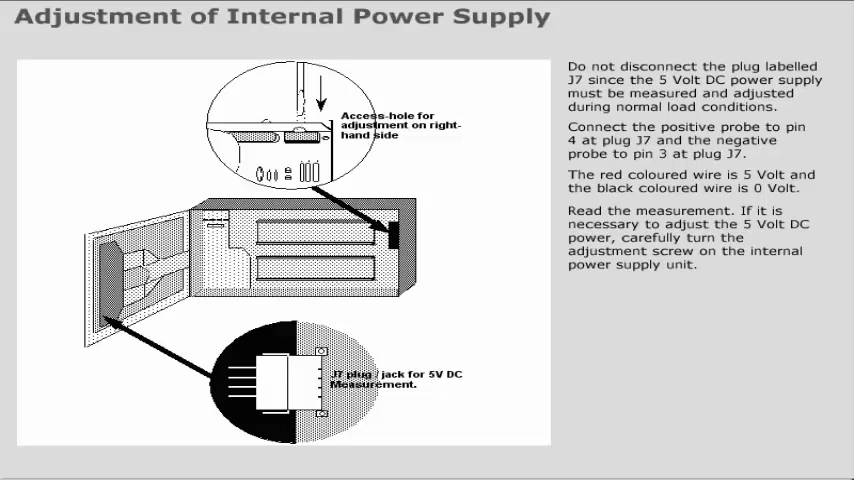 Adjustment of Internal Power Supply
Do not disconnect the plug labelled
J7 since the 5 Volt DC power supply
must be measured and adjusted
during normal load conditions.
Connect the positive probe to pin
4 at plug J7 and the negative
probe to pin 3 at plug J7.
The red coloured wire is 5 Volt and
the black coloured wire is 0 Volt.
Read the measurement. If it is
necessary to adjust the 5 Volt DC
power, carefully turn the
adjustment screw on the internal
power supply unit.
Access-hole for
adjustment on right-
hand side
J7 plug / jack for 5V DC
Measurement.